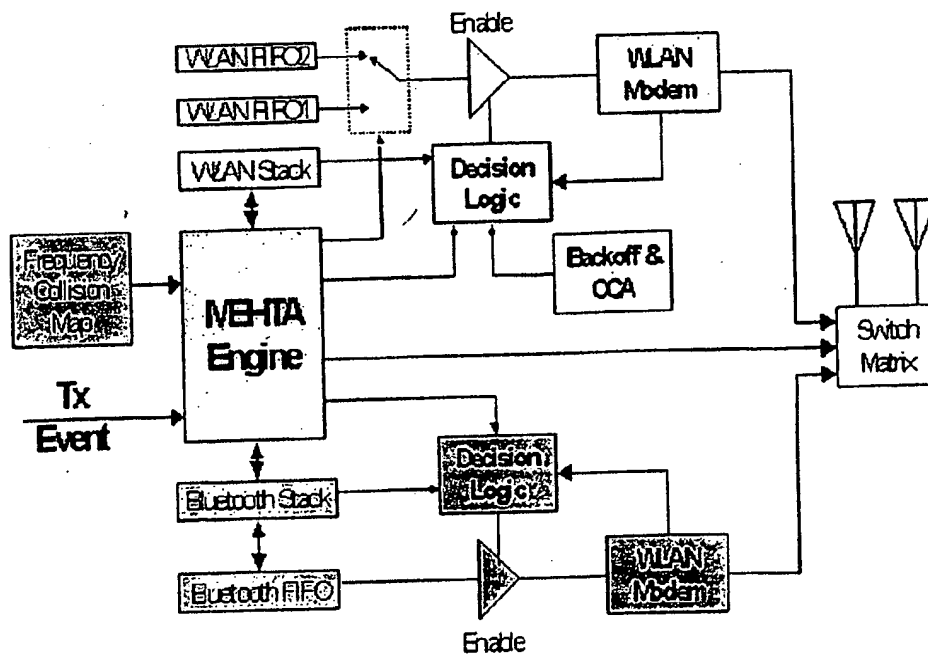 Enable
WLAN FIFO2
WLAN FIFO1
WLAN
Modem
WLAN Stack
Decision
Logic
Frequency
Collision
Map
MEHTA
Engine
Backoff &
CCA
Switch
Matrix
Tx
Event
Decision
Logic
Bluetooth Stack
Bluetooth FIFO
WLAN
Modem
Enable